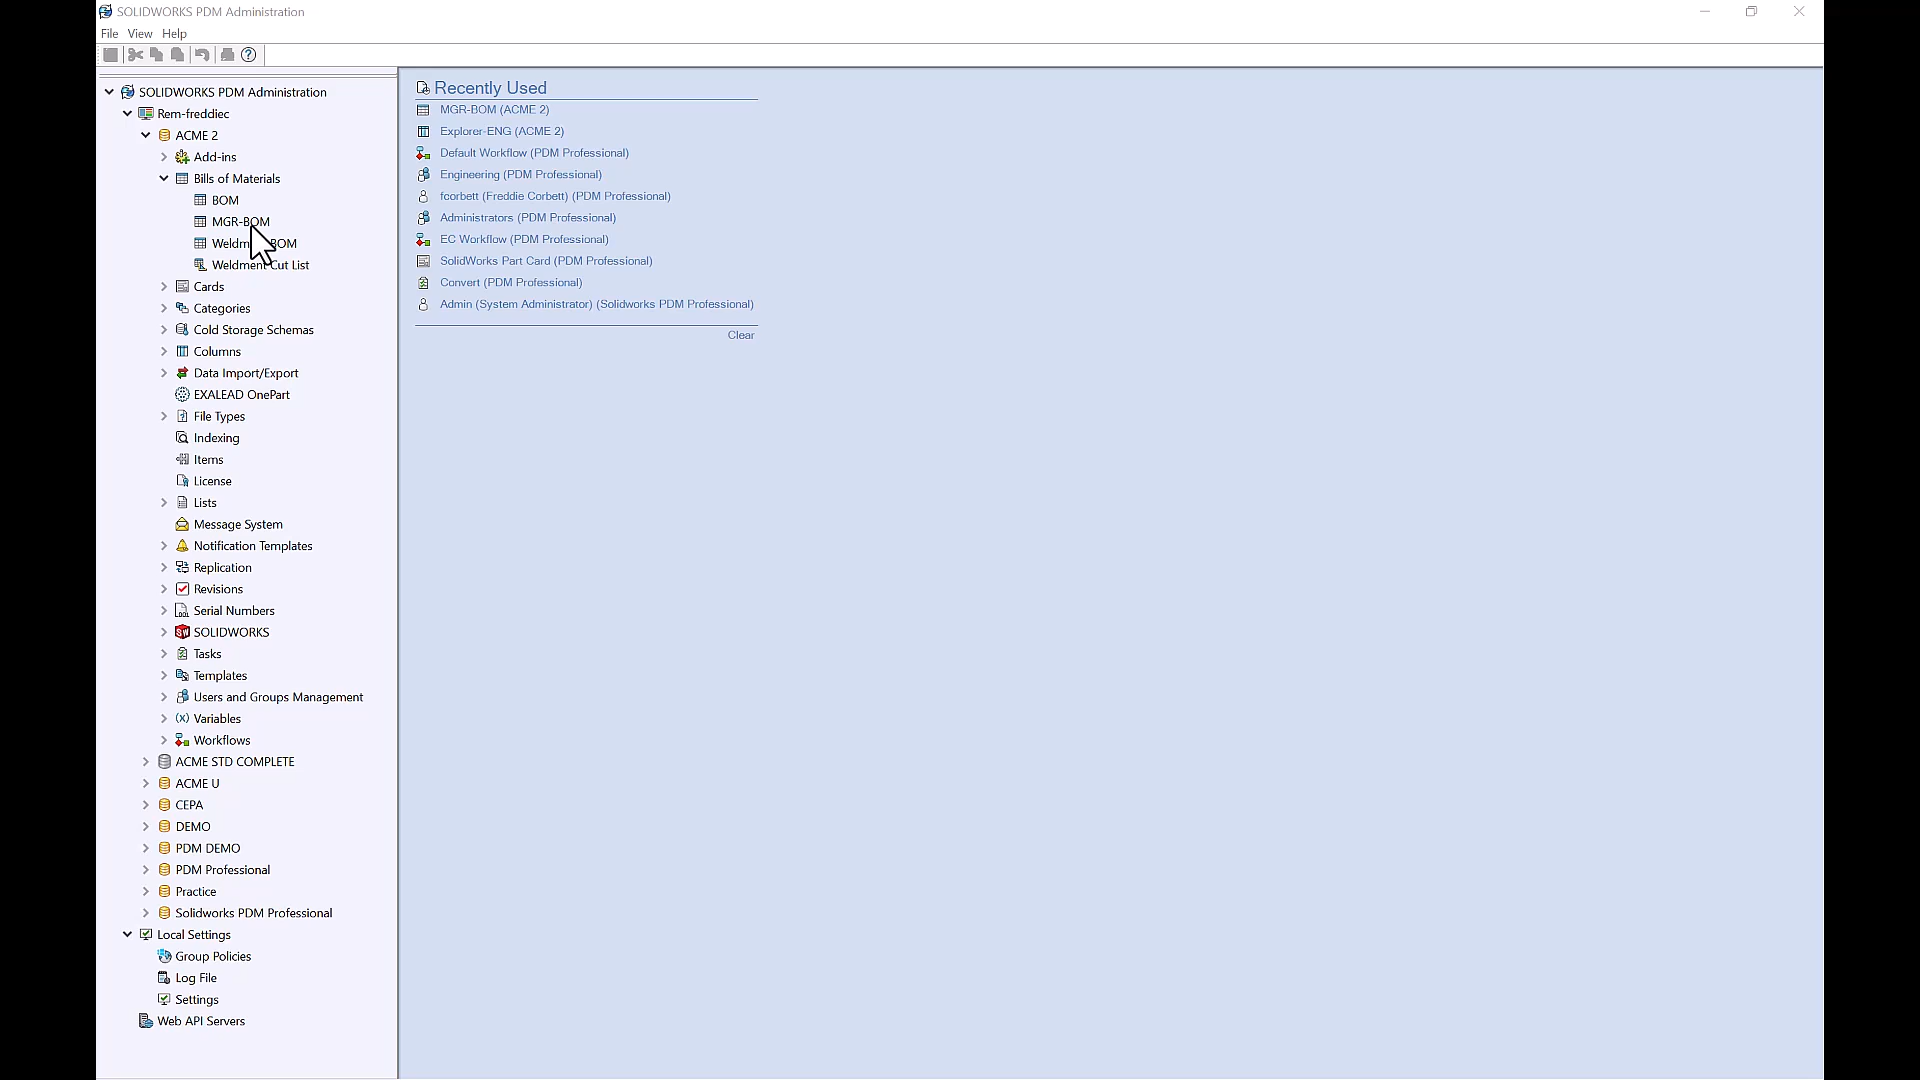 SOLIDWORKS PDM Administration
File View Help
SOLIDWORKS PDM Administration
Rem-freddiec
ACME 2
Add-ins
Bills of Materials
BOM
MGR-BOM
BOM
Weldment Cut List
Cards
Categories
Cold Storage Schemas
Columns
Data Import/Export
EXALEAD OnePart
File Types
Indexing
Items
License
Lists
Message System
Notification Templates
Replication
Revisions
Serial Numbers
SOLIDWORKS
Tasks
Templates
Users and Groups Management
Variables
Workflows
ACME STD COMPLETE
ACME U
CEPA
DEMO
PDM DEMO
PDM Professional
Practice
Solidworks PDM Professional
Local Settings
Group Policies
Log File
Settings
Web API Servers
Recently Used
MGR-BOM (ACME 2)
Explorer-ENG (ACME 2)
Default Workflow (PDM Professional)
Engineering (PDM Professional)
fcorbett (Freddie Corbett) (PDM Professional)
Administrators (PDM Professional)
EC Workflow (PDM Professional)
SolidWorks Part Card (PDM Professional)
Convert (PDM Professional)
Admin (System Administrator) (Solidworks PDM Professional)
Clear